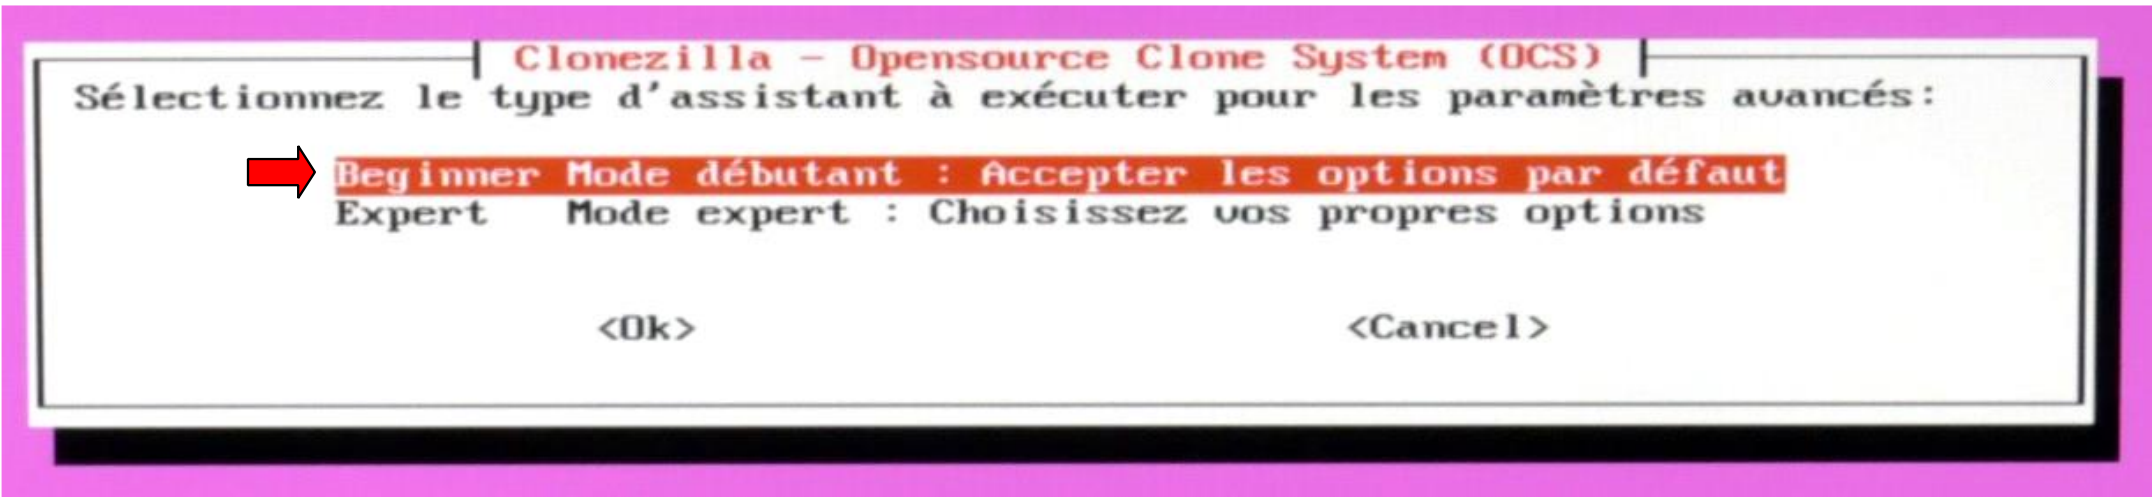 Clonezilla - Opensource Clone System (OCS)
Sélectionnez le type d'assistant à exécuter pour les paramètres avancés:
Beginner Mode débutant : Accepter les options par défaut
Expert Mode expert : Choisissez vos propres options
<Ok> <Cancel>